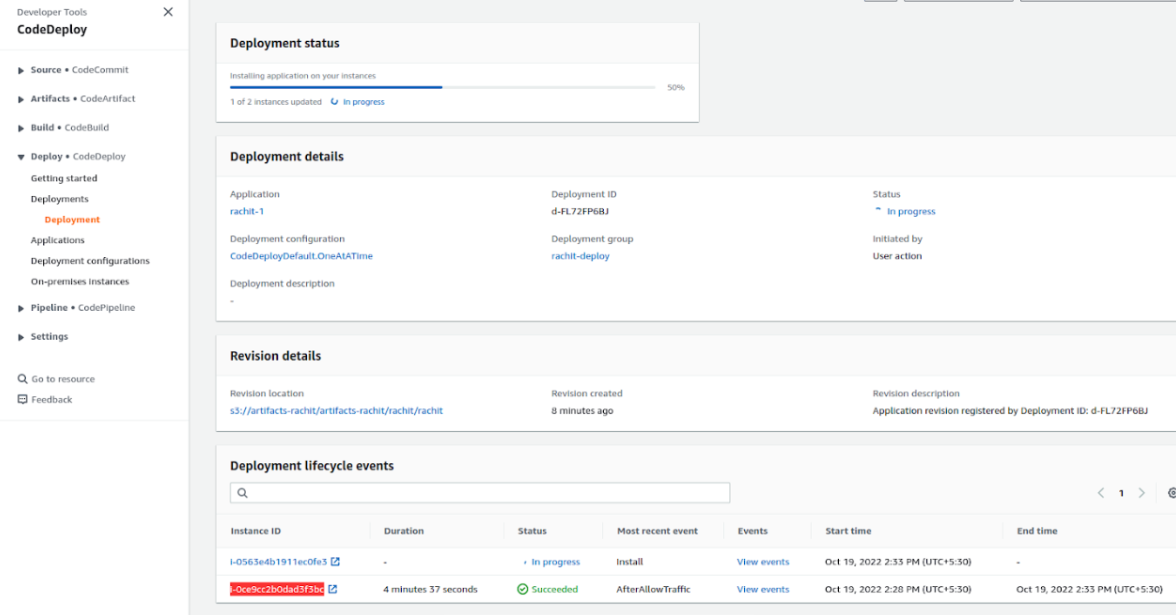 Developer Tools
CodeDeploy
Source • CodeCommit
Artifacts • CodeArtifact
Build • CodeBuild
Deploy • CodeDeploy
Getting started
Deployments
Deployment
Applications
Deployment configurations
On-premises instances
Pipeline • CodePipeline
Settings
Go to resource
Feedback
Deployment status
Installing application on your instances
50%
1 of 2 instances updated In progress
Deployment details
Application
rachit-1
Deployment ID
d-FL72FP6BJ
Status
In progress
Deployment configuration
CodeDeployDefault.OneAtATime
Deployment group
rachit-deploy
Initiated by
User action
Deployment description
-
Revision details
Revision location
s3://artifacts-rachit/artifacts-rachit/rachit/rachit
Revision created
8 minutes ago
Revision description
Application revision registered by Deployment ID: d-FL72FP6BJ
Deployment lifecycle events
1
Instance ID Duration Status Most recent event Events Start time End time
i-0563e4b1911ec0fe3 - In progress Install View events Oct 19, 2022 2:33 PM (UTC+5:30) -
i-0ce9cc2b0dad3f3bc 4 minutes 37 seconds Succeeded AfterAllowTraffic View events Oct 19, 2022 2:28 PM (UTC+5:30) Oct 19, 2022 2:33 PM (UTC+5:30)